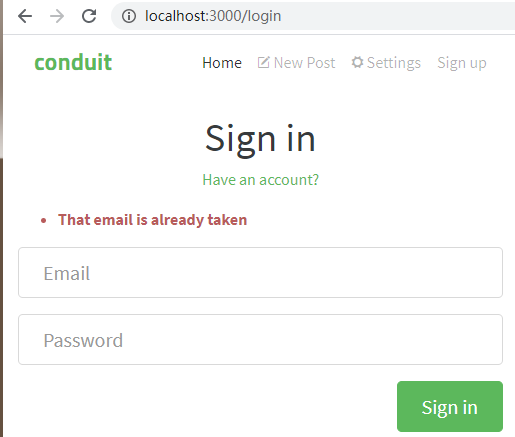 localhost:3000/login
conduit Home New Post Settings Sign up
Sign in
Have an account?
• That email is already taken
Email
Password
Sign in